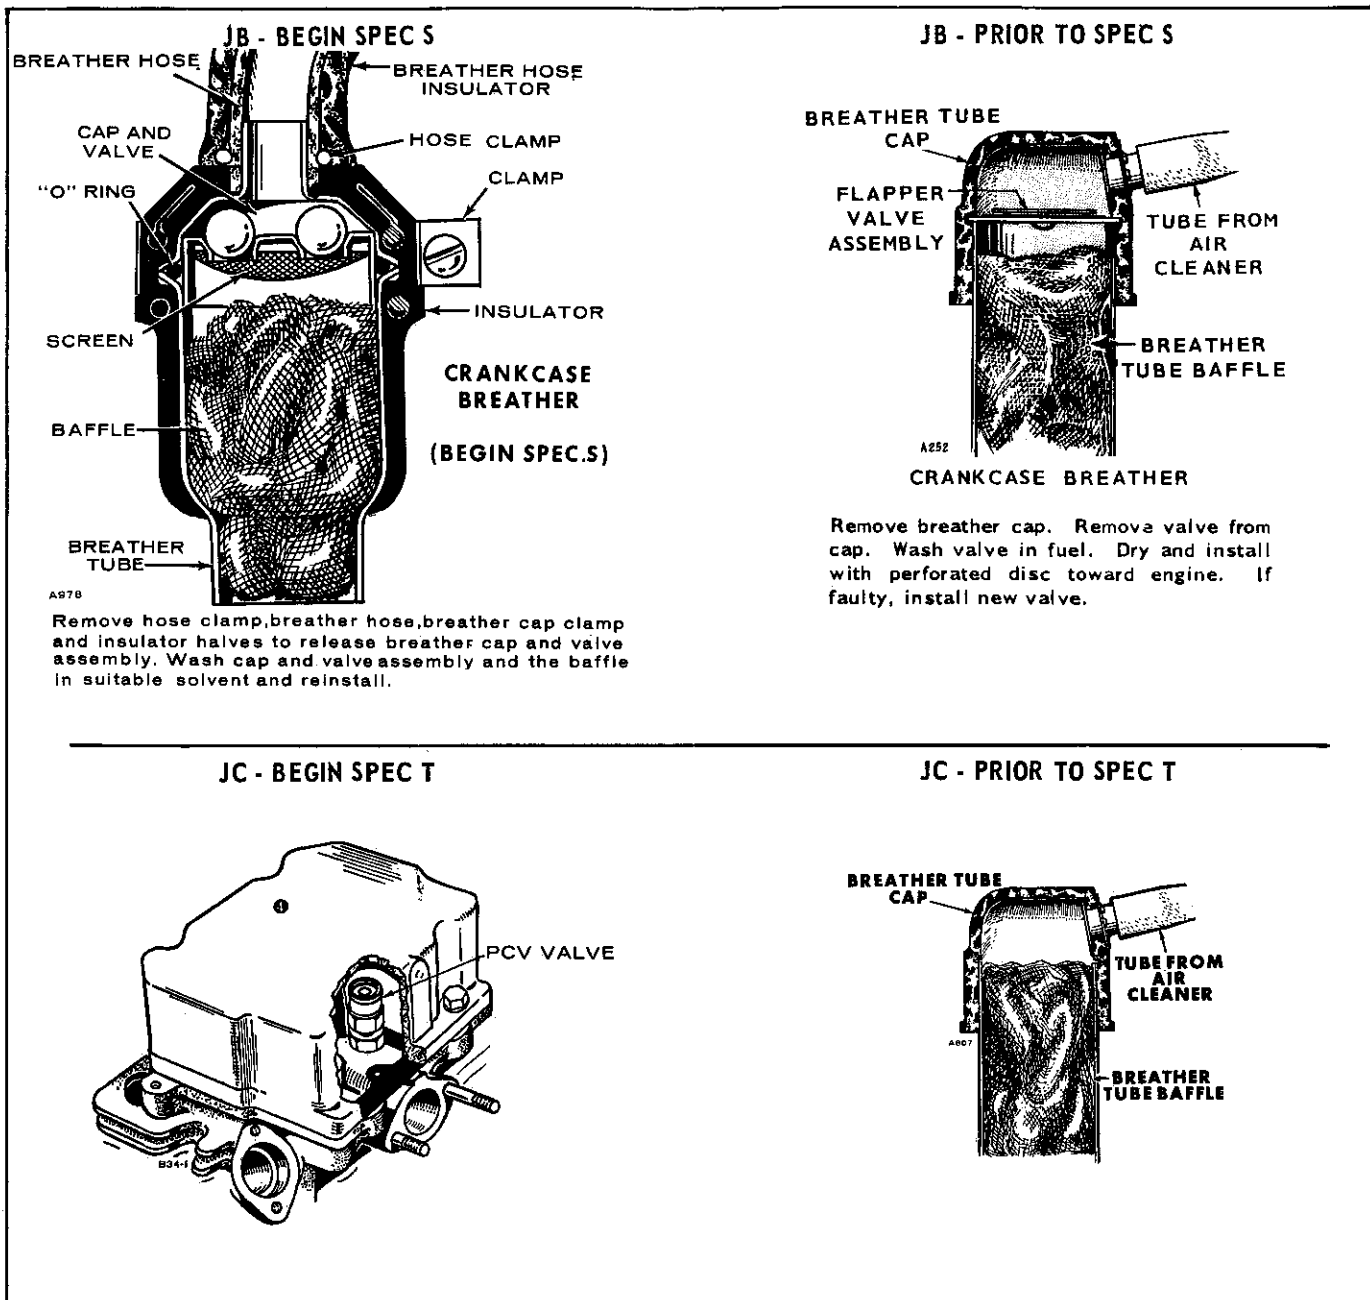 JB - BEGIN SPEC S
BREATHER HOSE
BREATHER HOSE
INSULATOR
CAP AND
VALVE
HOSE CLAMP
"O" RING
CLAMP
INSULATOR
SCREEN
CRANKCASE
BREATHER
(BEGIN SPEC.S)
BAFFLE
BREATHER
TUBE
A978
Remove hose clamp,breather hose,breather cap clamp
and insulator halves to release breather cap and valve
assembly. Wash cap and valve assembly and the baffle
in suitable solvent and reinstall.
JB - PRIOR TO SPEC S
BREATHER TUBE
CAP
FLAPPER
VALVE
ASSEMBLY
TUBE FROM
AIR
CLEANER
BREATHER
TUBE BAFFLE
A252
CRANKCASE BREATHER
Remove breather cap. Remove valve from
cap. Wash valve in fuel. Dry and install
with perforated disc toward engine. If
faulty, install new valve.
JC - BEGIN SPEC T
PCV VALVE
B34-1
JC - PRIOR TO SPEC T
BREATHER TUBE
CAP
TUBE FROM
AIR
CLEANER
A807
BREATHER
TUBE BAFFLE